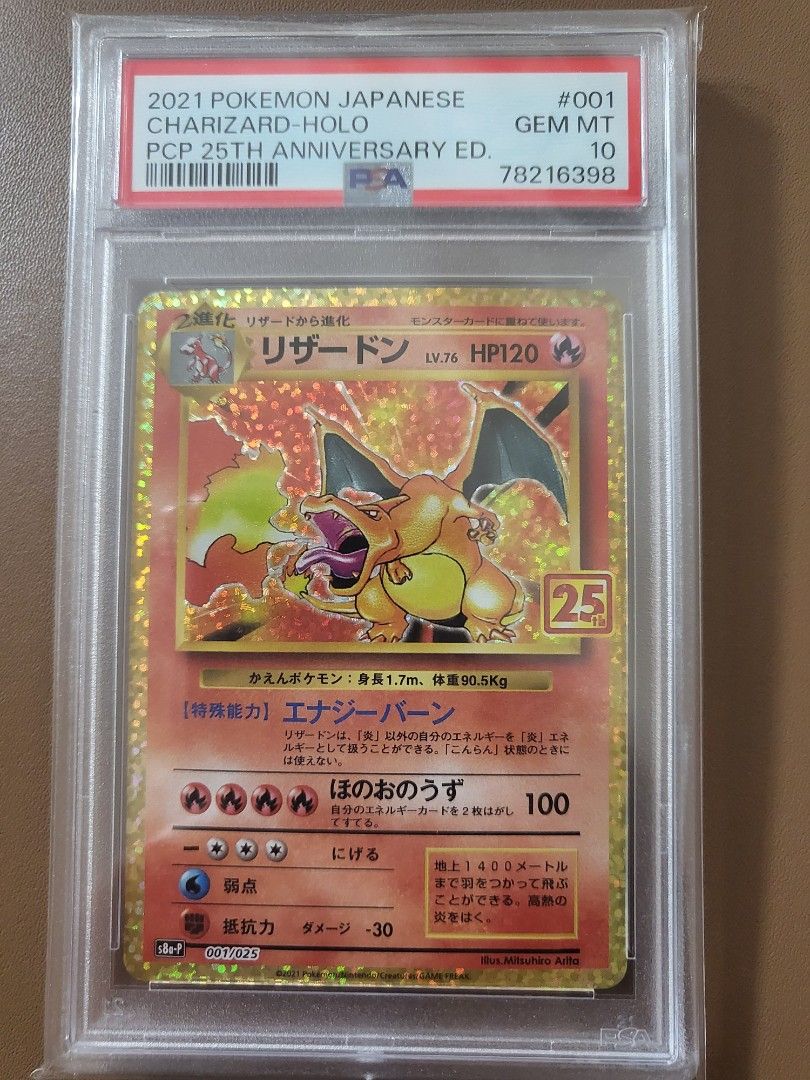 2021 POKEMON JAPANESE #001
CHARIZARD-HOLO GEM MT
PCP 25TH ANNIVERSARY ED. 10
PSA 78216398
2進化 リザードから進化 モンスターカードに重ねて使います。
リザードン LV.76 HP120
25th
かえんポケモン：身長1.7m、体重90.5Kg
【特殊能力】 エナジーバーン
リザードンは、「炎」以外の自分のエネルギーを「炎」エネ
ルギーとして扱うことができる。「こんらん」状態のときに
は使えない。
ほのおのうず 100
自分のエネルギーカードを2枚はがし
てすてる。
にげる
弱点
抵抗力 ダメージ -30
地上1400メートル
まで羽をつかって飛ぶ
ことができる。高熱の
炎をはく。
s8a-P 001/025 Illus.Mitsuhiro Arita
©2021 Pokémon/Nintendo/Creatures/GAME FREAK.
PSA